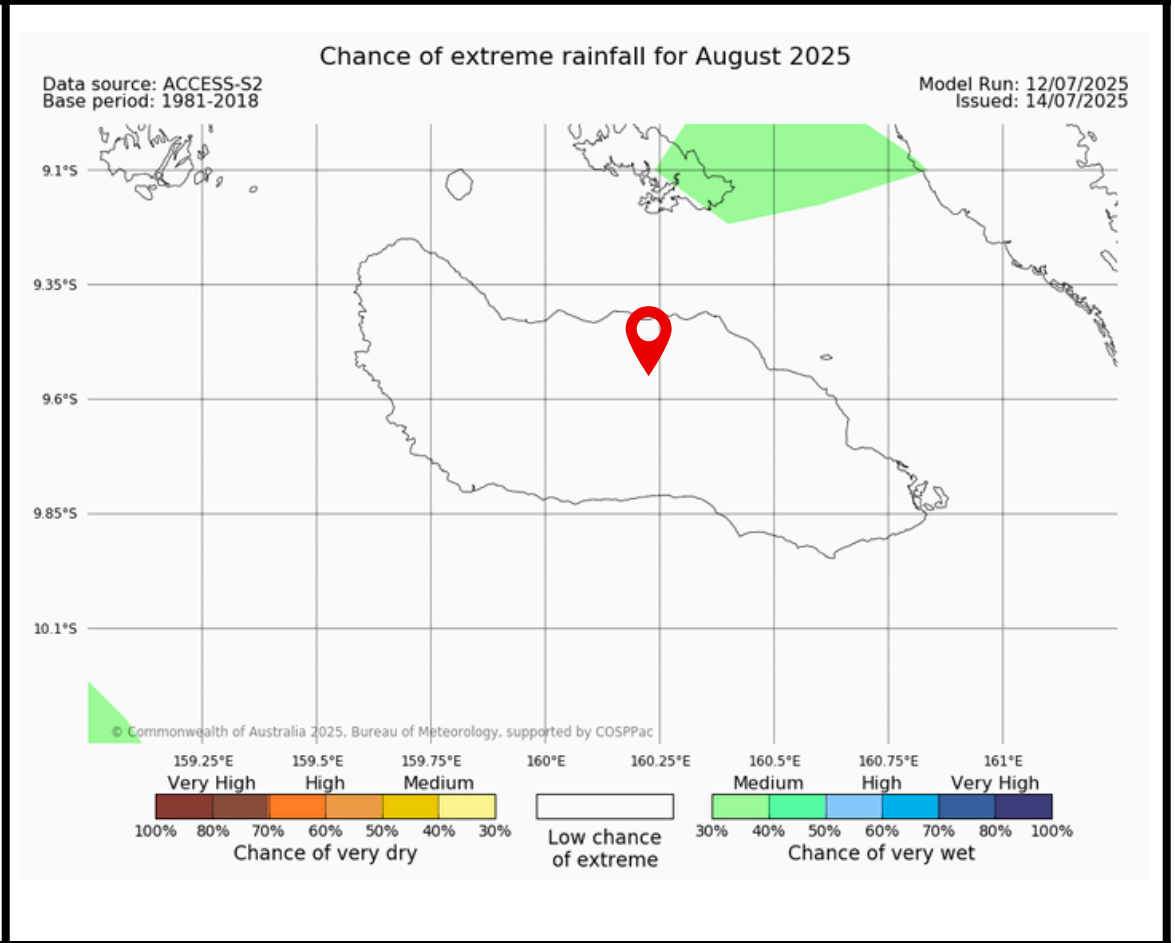 Chance of extreme rainfall for August 2025
Data source: ACCESS-S2
Base period: 1981-2018
Model Run: 12/07/2025
Issued: 14/07/2025
9.1°S
9.35°S
9.6°S
9.85°S
10.1°S
© Commonwealth of Australia 2025, Bureau of Meteorology, supported by COSPPac
159.25°E 159.5°E 159.75°E 160°E 160.25°E 160.5°E 160.75°E 161°E
Very High High Medium
100% 80% 70% 60% 50% 40% 30%
Chance of very dry
Low chance
of extreme
Medium High Very High
30% 40% 50% 60% 70% 80% 100%
Chance of very wet